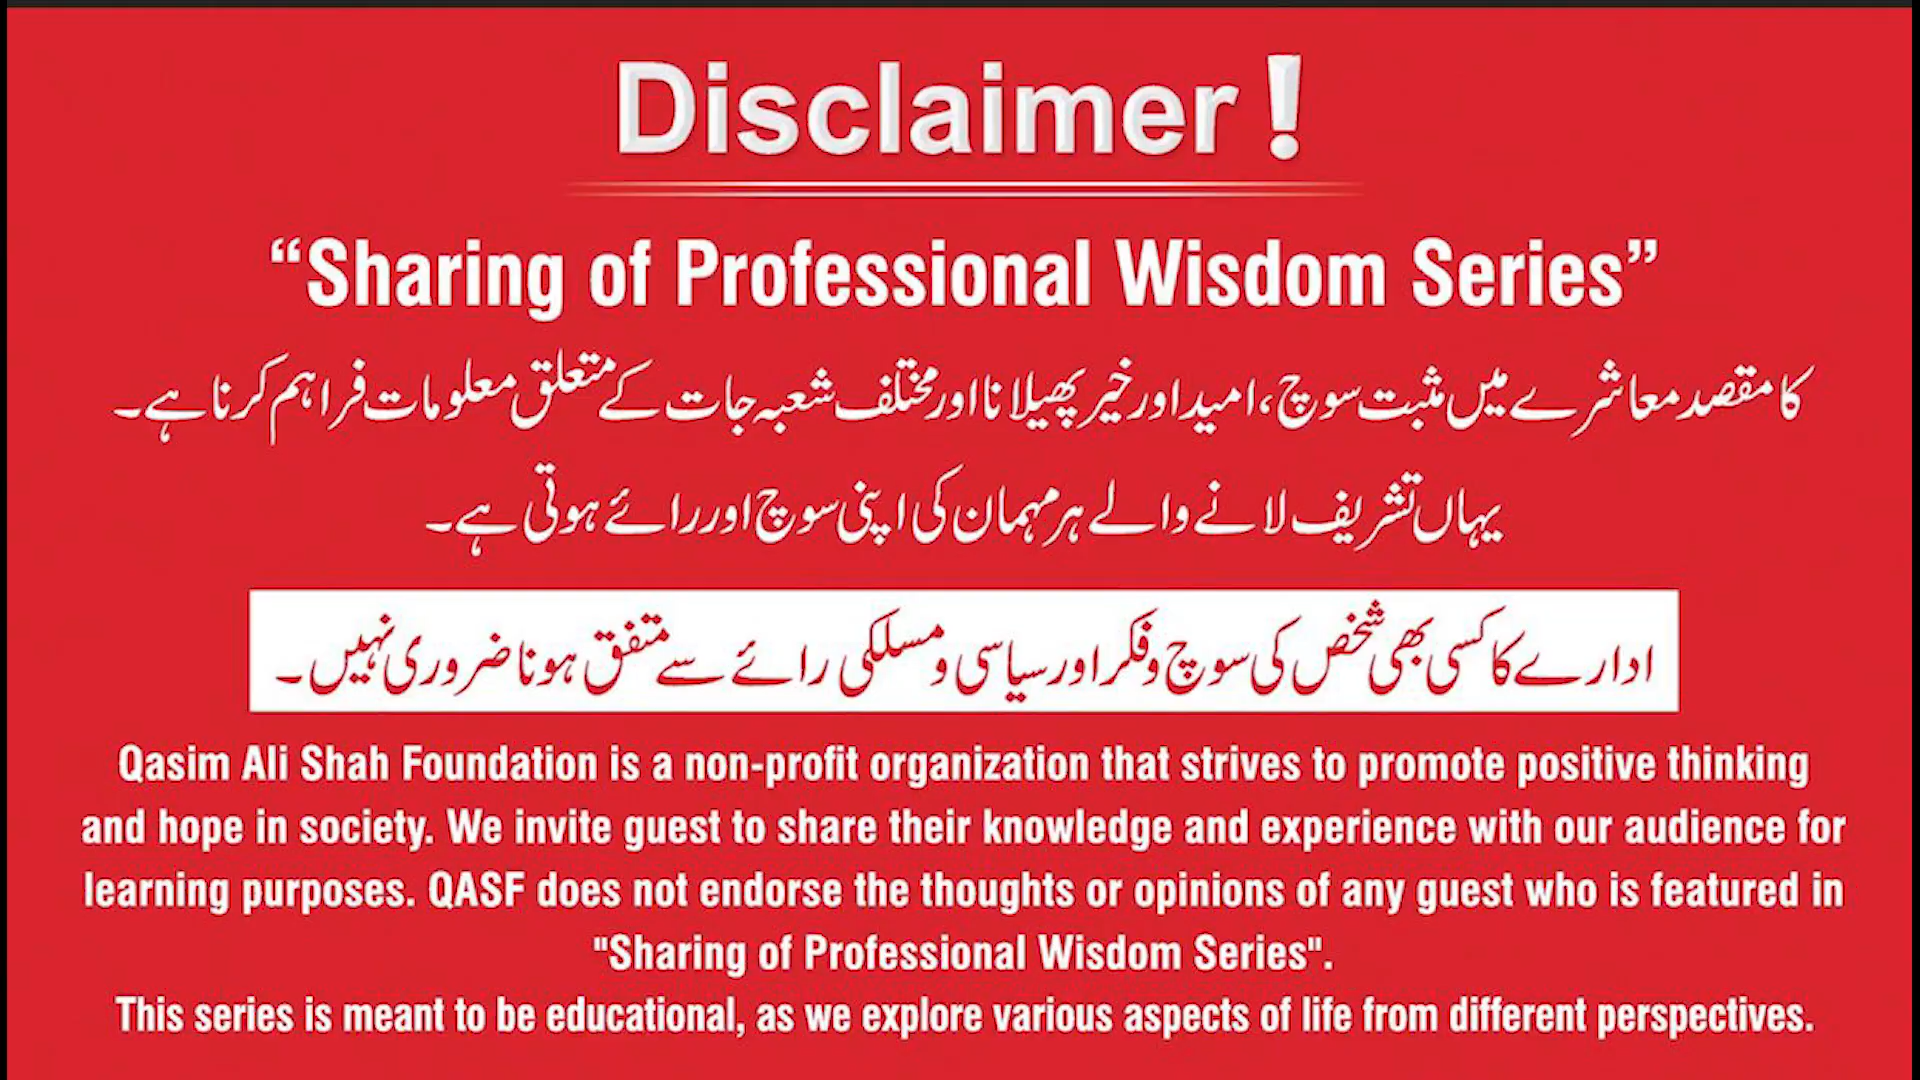 Disclaimer!
“Sharing of Professional Wisdom Series”
کا مقصد معاشرے میں مثبت سوچ، امید اور خیر پھیلانا اور مختلف شعبہ جات کے متعلق معلومات فراہم کرنا ہے۔
یہاں تشریف لانے والے ہر مہمان کی اپنی سوچ اور رائے ہوتی ہے۔
ادارے کا کسی بھی شخص کی سوچ و فکر اور سیاسی و مسلکی رائے سے متفق ہونا ضروری نہیں۔
Qasim Ali Shah Foundation is a non-profit organization that strives to promote positive thinking
and hope in society. We invite guest to share their knowledge and experience with our audience for
learning purposes. QASF does not endorse the thoughts or opinions of any guest who is featured in
"Sharing of Professional Wisdom Series".
This series is meant to be educational, as we explore various aspects of life from different perspectives.